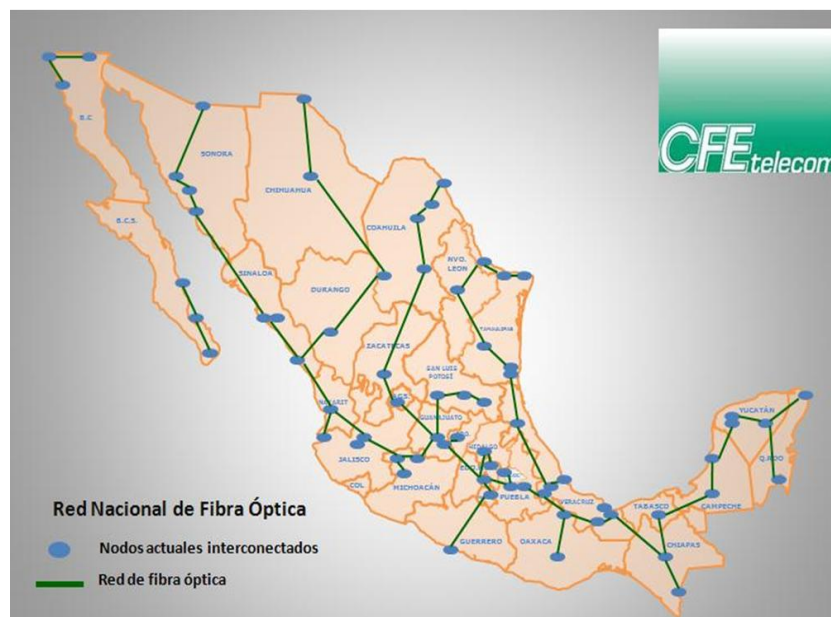 CFE telecom
B.C
SONORA
CHIHUAHUA
B.C.S.
COAHUILA
NVO.
LEON
SINALOA
DURANGO
ZACATECAS
SAN LUIS
POTOSÍ
NAYARIT
AGS.
GUANAJUATO
HIDALGO
JALISCO
COL.
MICHOACÁN
PUEBLA
VERACRUZ
GUERRERO
OAXACA
TABASCO
CHIAPAS
CAMPECHE
YUCATÁN
Q.ROO
Red Nacional de Fibra Óptica
Nodos actuales interconectados
Red de fibra óptica